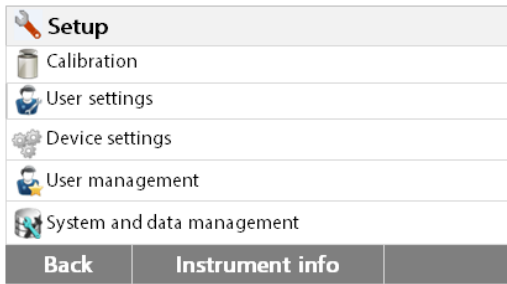 Setup
Calibration
User settings
Device settings
User management
System and data management
Back Instrument info